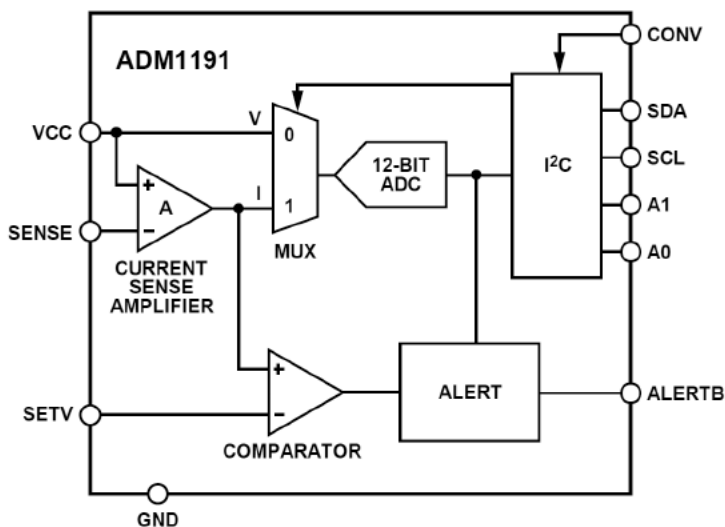 ADM1191
CONV
VCC
V
0
12-BIT
ADC
I²C
SDA
SCL
A
I
1
A1
SENSE
MUX
A0
CURRENT
SENSE
AMPLIFIER
+
−
+
−
ALERT
ALERTB
SETV
COMPARATOR
GND